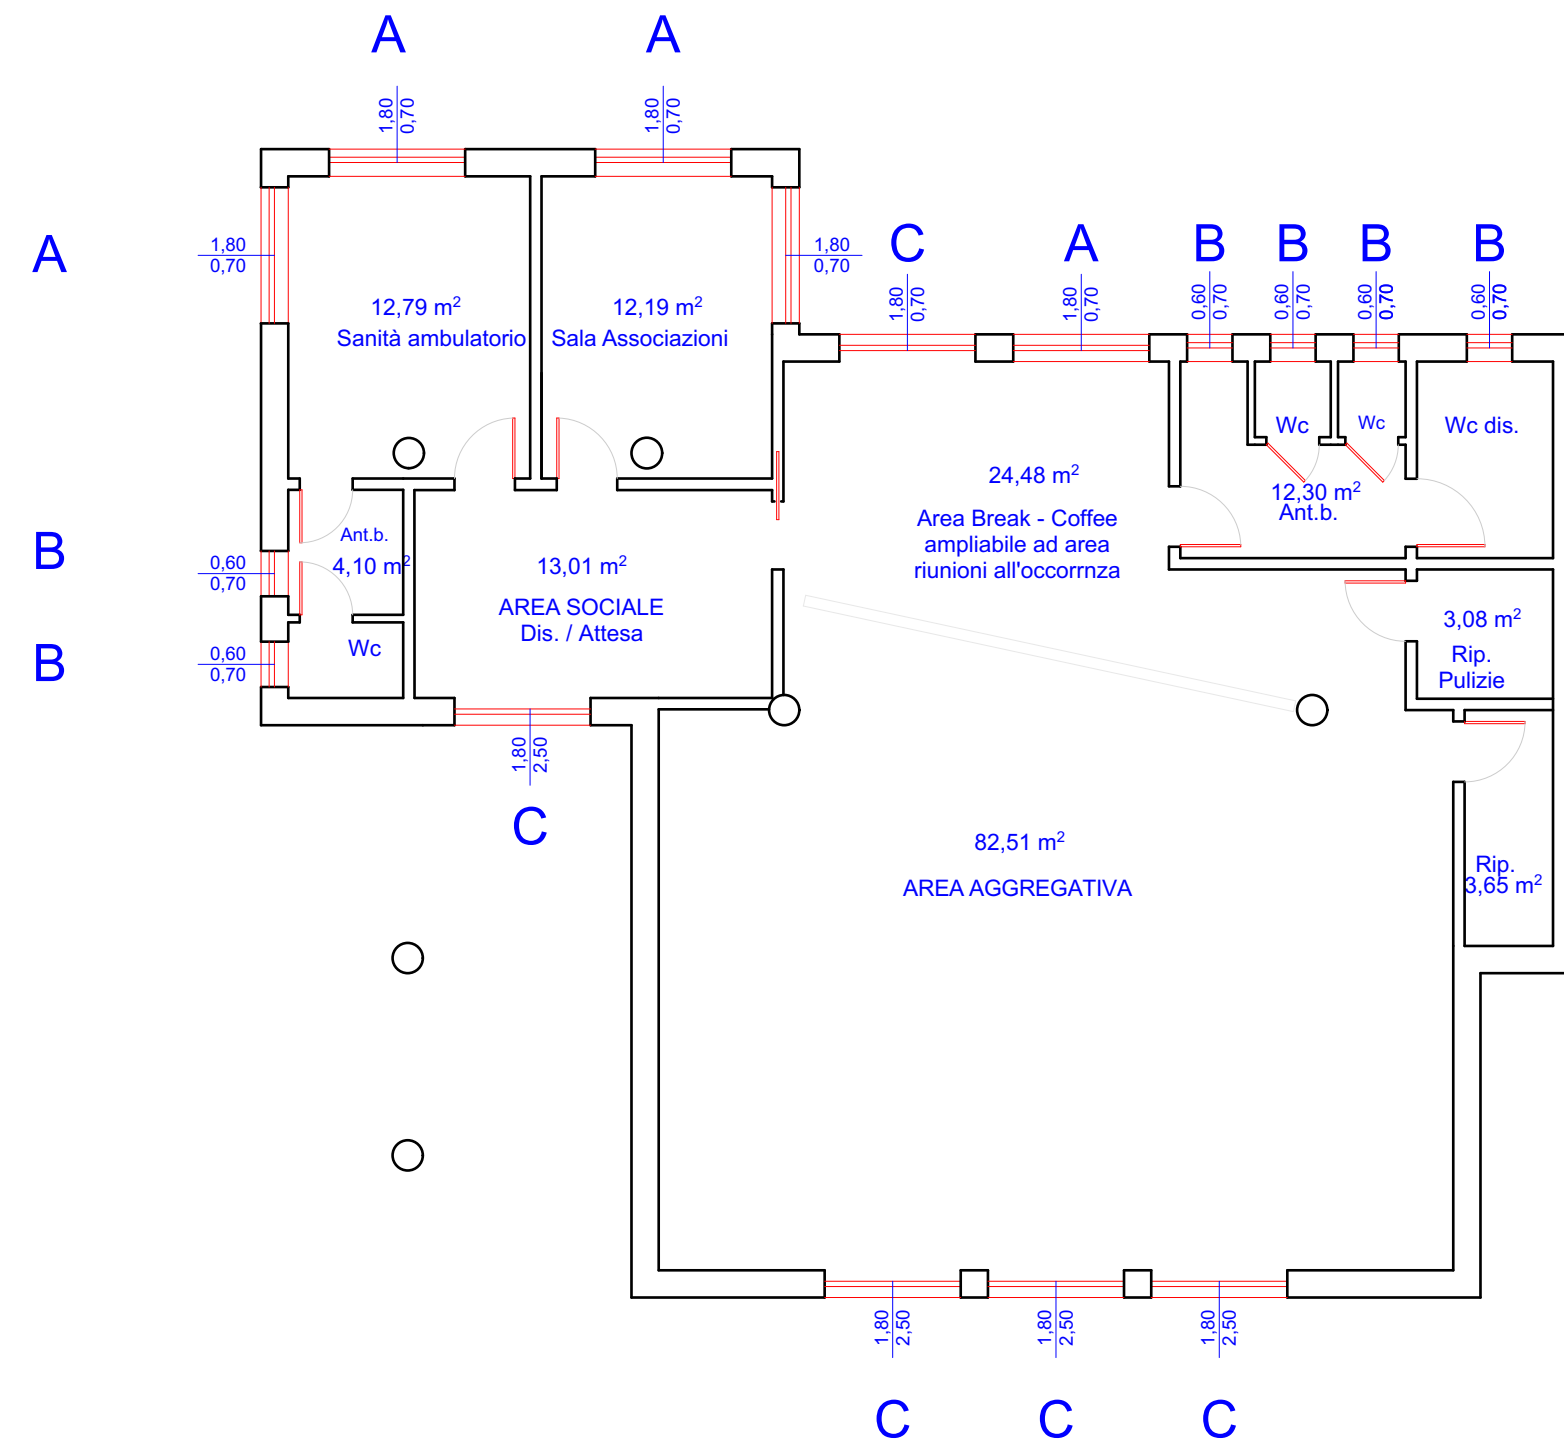 A
A
1,80
0,70
1,80
0,70
A
1,80
0,70
1,80
0,70
C
A
B
B
B
B
1,80
0,70
1,80
0,70
0,60
0,70
0,60
0,70
0,60
0,70
0,60
0,70
12,79 m²
Sanità ambulatorio
12,19 m²
Sala Associazioni
Wc
Wc
Wc dis.
24,48 m²
Area Break - Coffee
ampliabile ad area
riunioni all'occorrnza
12,30 m²
Ant.b.
B
0,60
0,70
Ant.b.
4,10 m²
13,01 m²
AREA SOCIALE
Dis. / Attesa
3,08 m²
Rip.
Pulizie
B
0,60
0,70
Wc
1,80
2,50
C
82,51 m²
AREA AGGREGATIVA
Rip.
3,65 m²
1,80
2,50
1,80
2,50
1,80
2,50
C
C
C